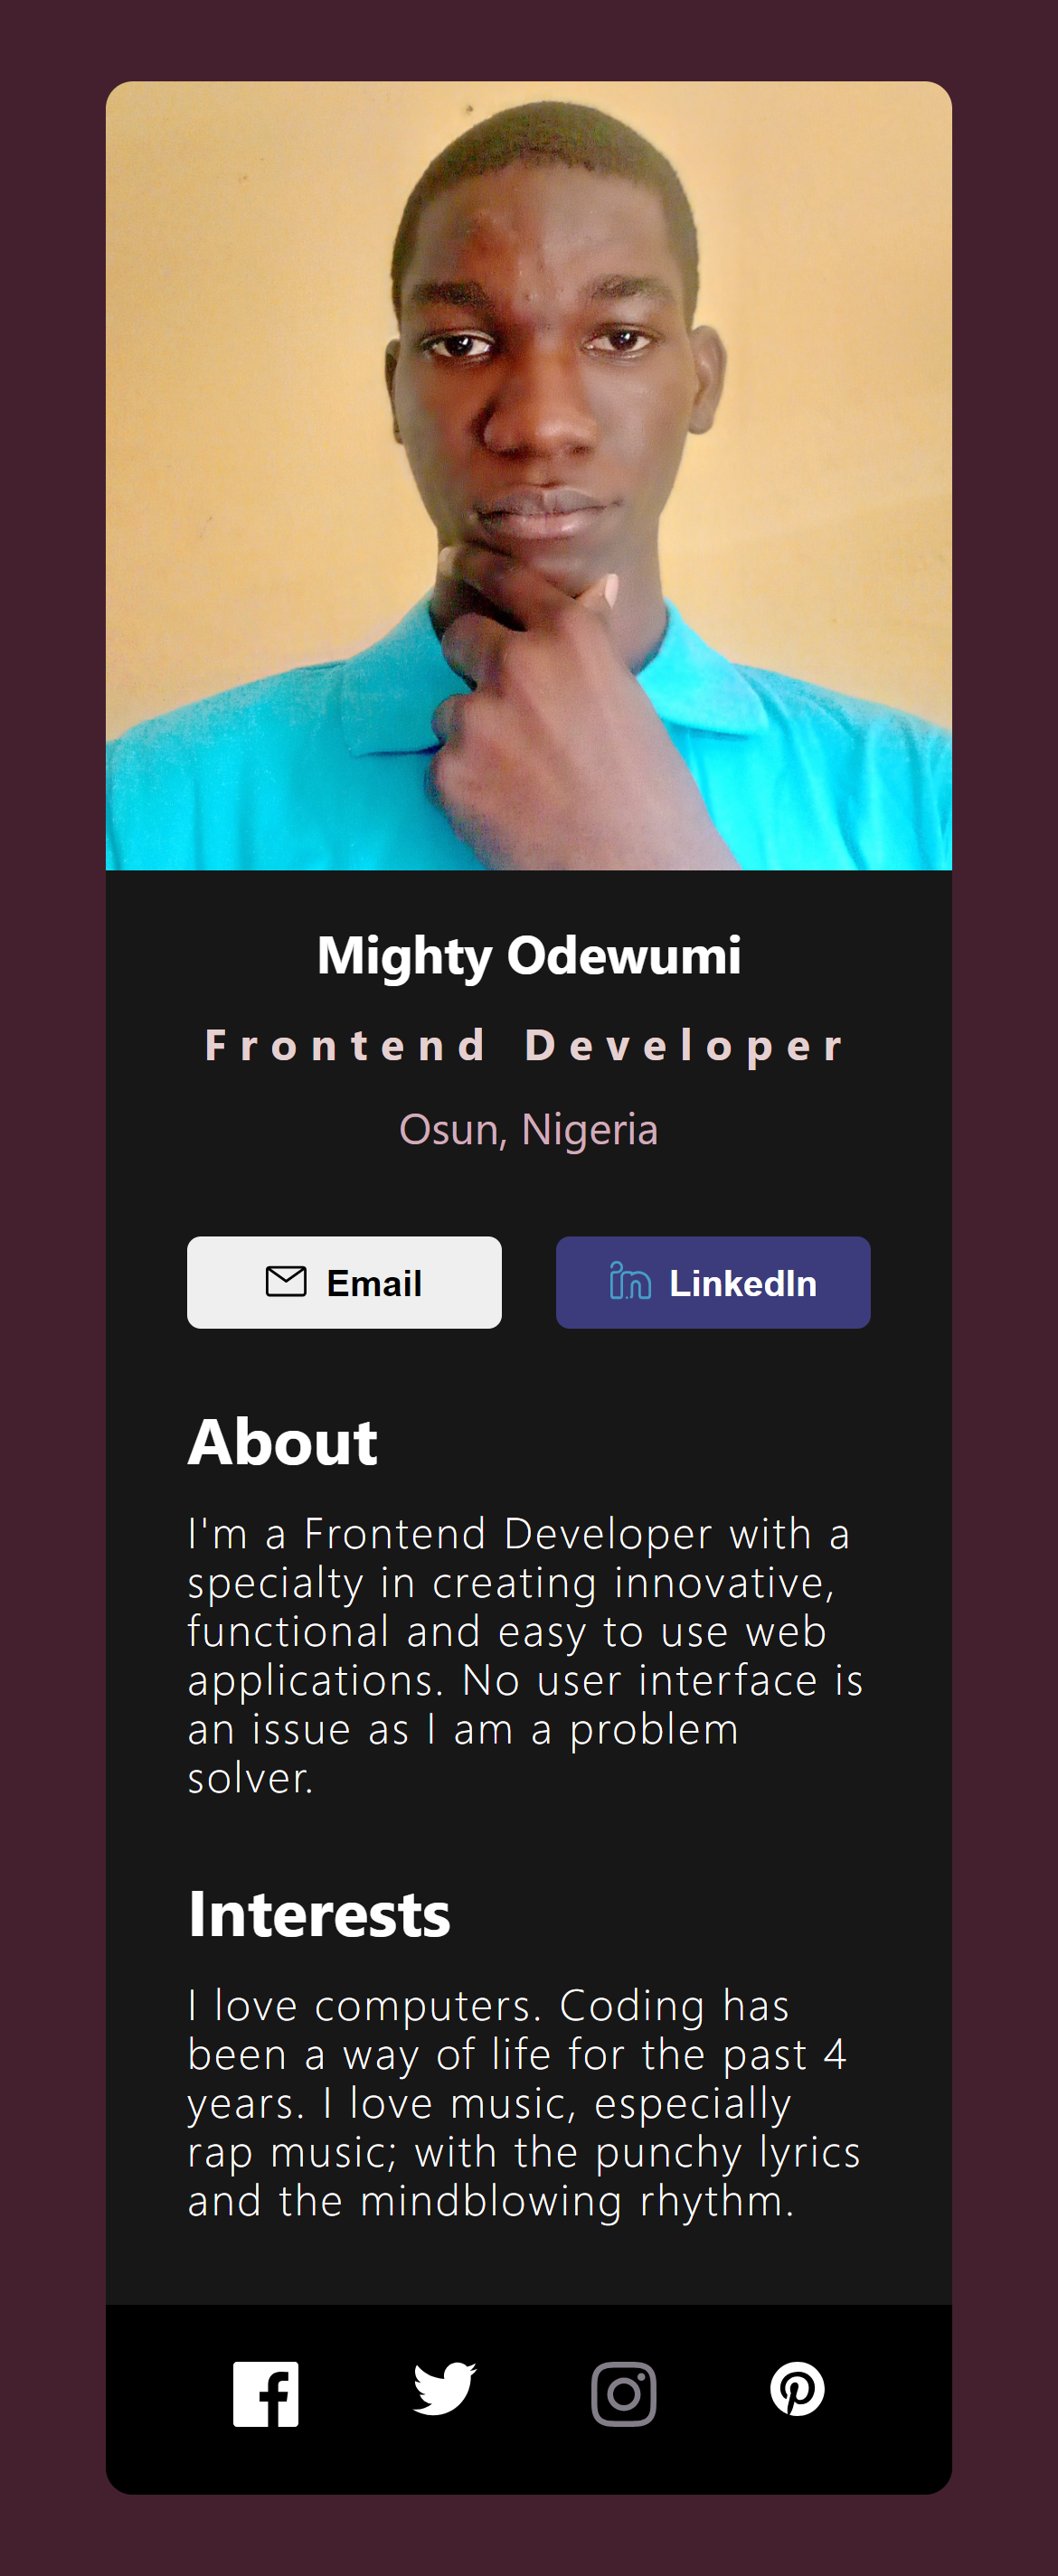 Mighty Odewumi
Frontend Developer
Osun, Nigeria
Email
LinkedIn
About
I'm a Frontend Developer with a
specialty in creating innovative,
functional and easy to use web
applications. No user interface is
an issue as I am a problem
solver.
Interests
I love computers. Coding has
been a way of life for the past 4
years. I love music, especially
rap music; with the punchy lyrics
and the mindblowing rhythm.